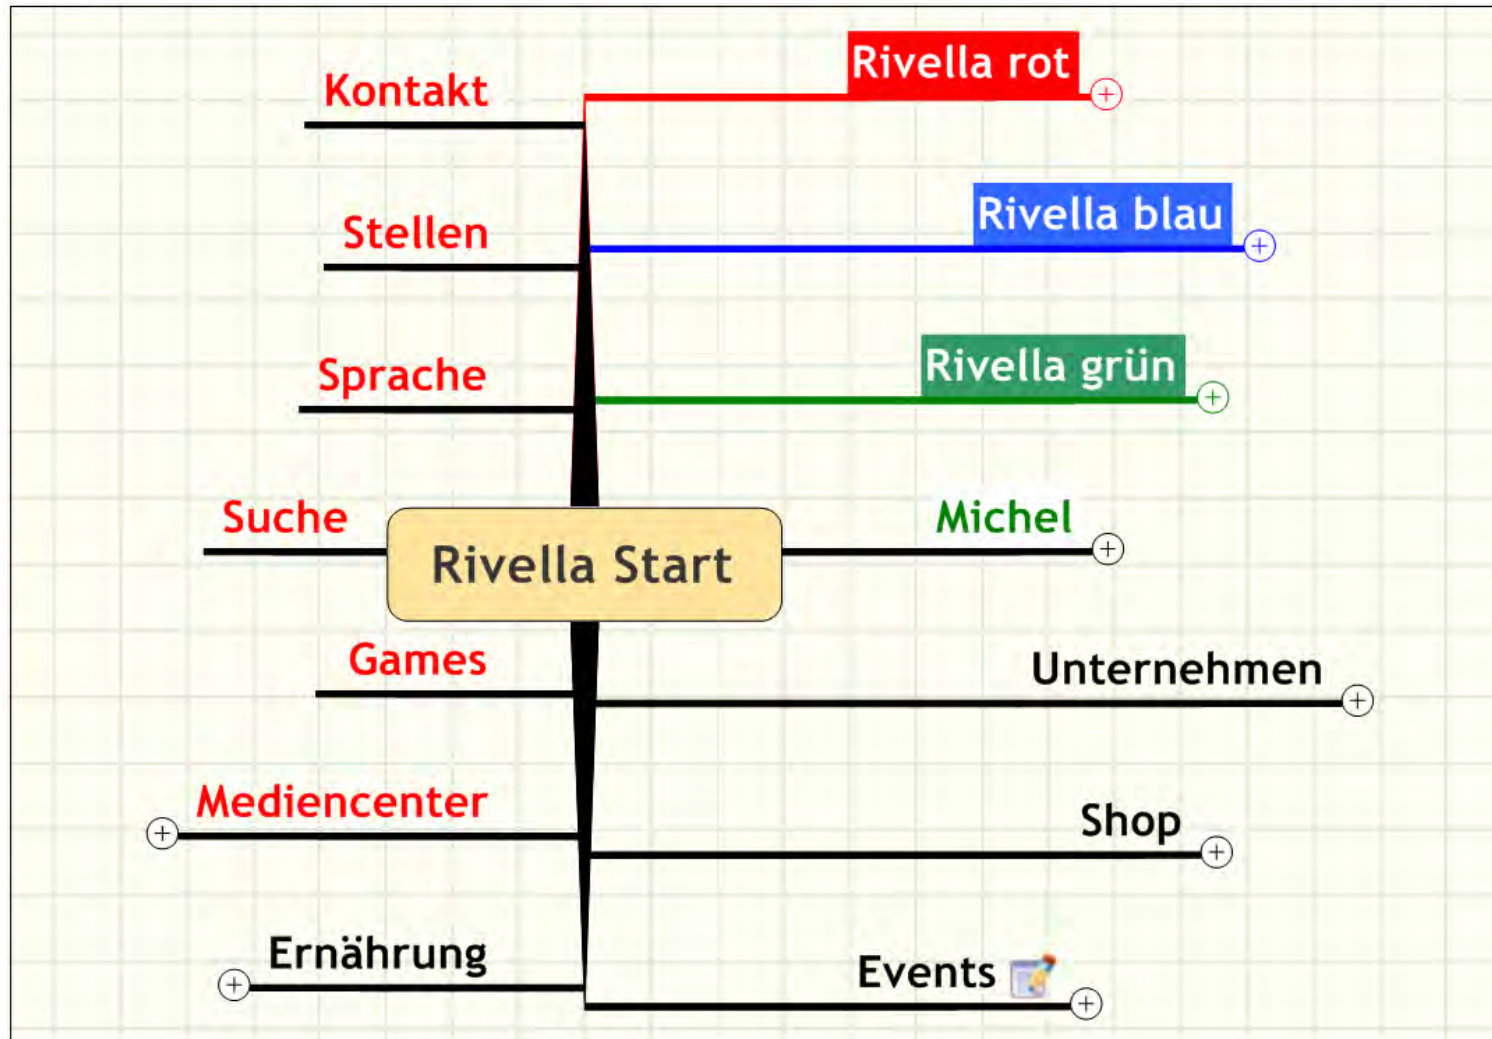 Kontakt
Stellen
Sprache
Suche
Games
Mediencenter
Ernährung
Rivella Start
Rivella rot
Rivella blau
Rivella grün
Michel
Unternehmen
Shop
Events